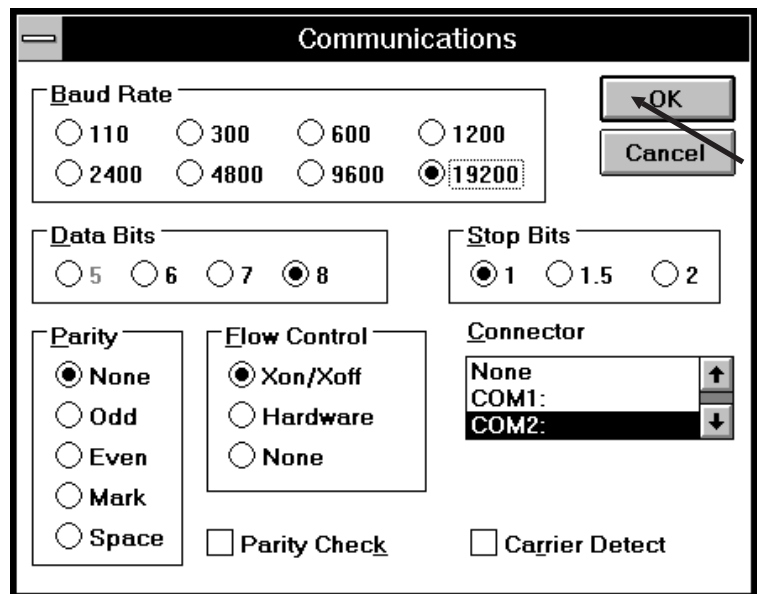 Communications
Baud Rate
110 300 600 1200
2400 4800 9600 19200
OK
Cancel
Data Bits
5 6 7 8
Stop Bits
1 1.5 2
Parity
None
Odd
Even
Mark
Space
Flow Control
Xon/Xoff
Hardware
None
Connector
None
COM1:
COM2:
Parity Check
Carrier Detect